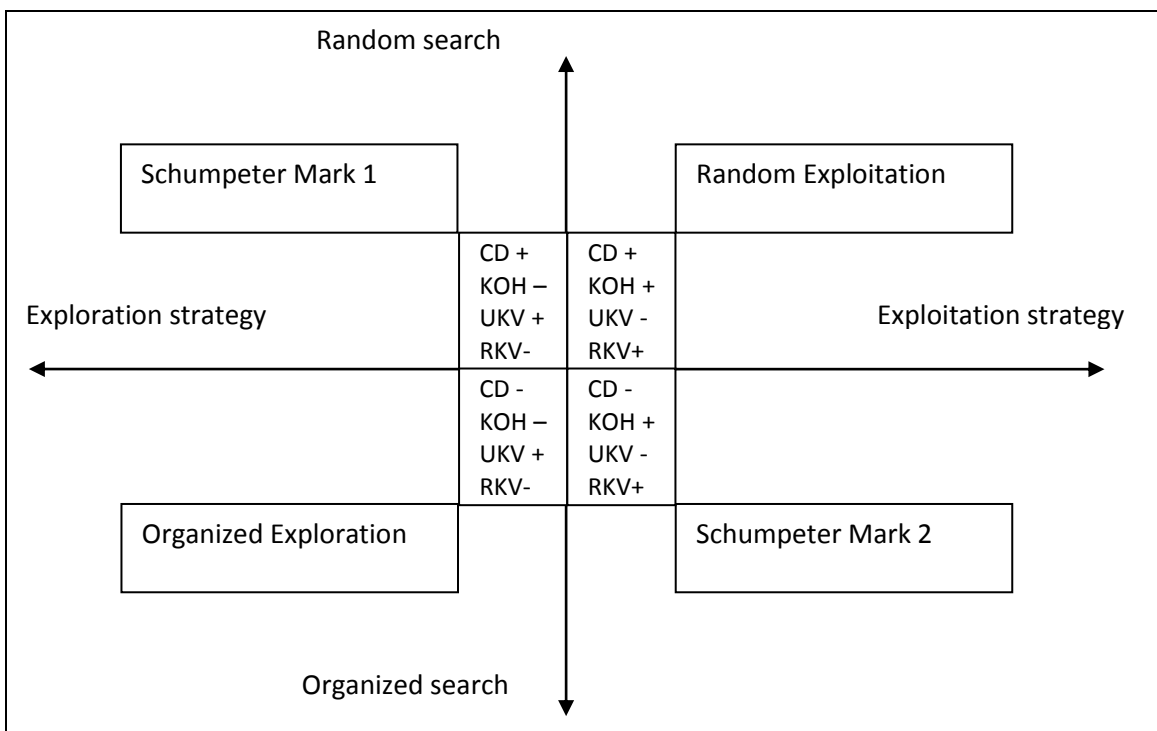 Random search
Schumpeter Mark 1
Random Exploitation
CD +
KOH –
UKV +
RKV-
CD +
KOH +
UKV -
RKV+
Exploration strategy
Exploitation strategy
CD -
KOH –
UKV +
RKV-
CD -
KOH +
UKV -
RKV+
Organized Exploration
Schumpeter Mark 2
Organized search